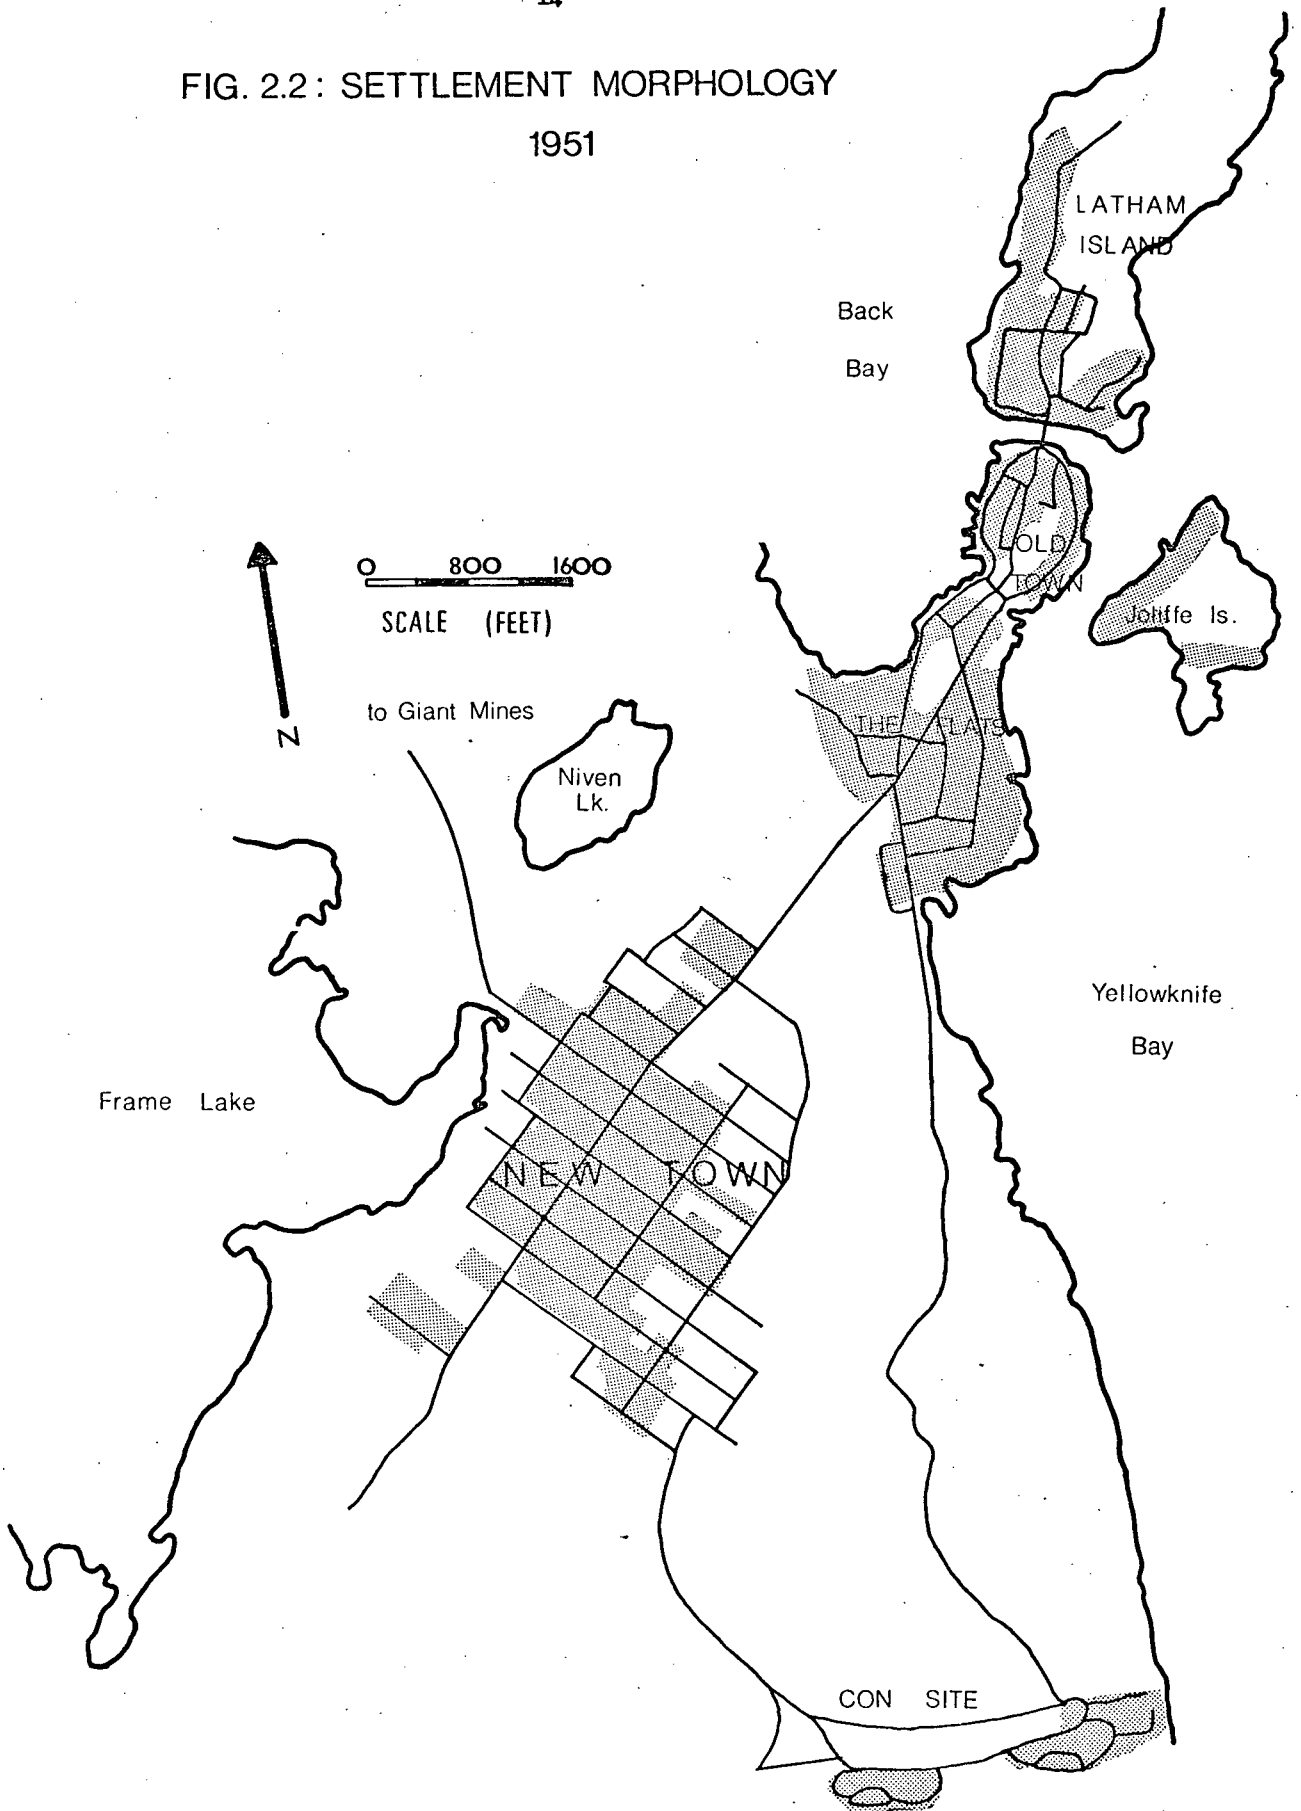 14
FIG. 2.2: SETTLEMENT MORPHOLOGY
1951
LATHAM
ISLAND
Back
Bay
OLD
TOWN
0 800 1600
SCALE (FEET)
Joliffe Is.
N
to Giant Mines
THE FLATS
Niven
Lk.
Yellowknife
Bay
Frame Lake
NEW TOWN
CON SITE